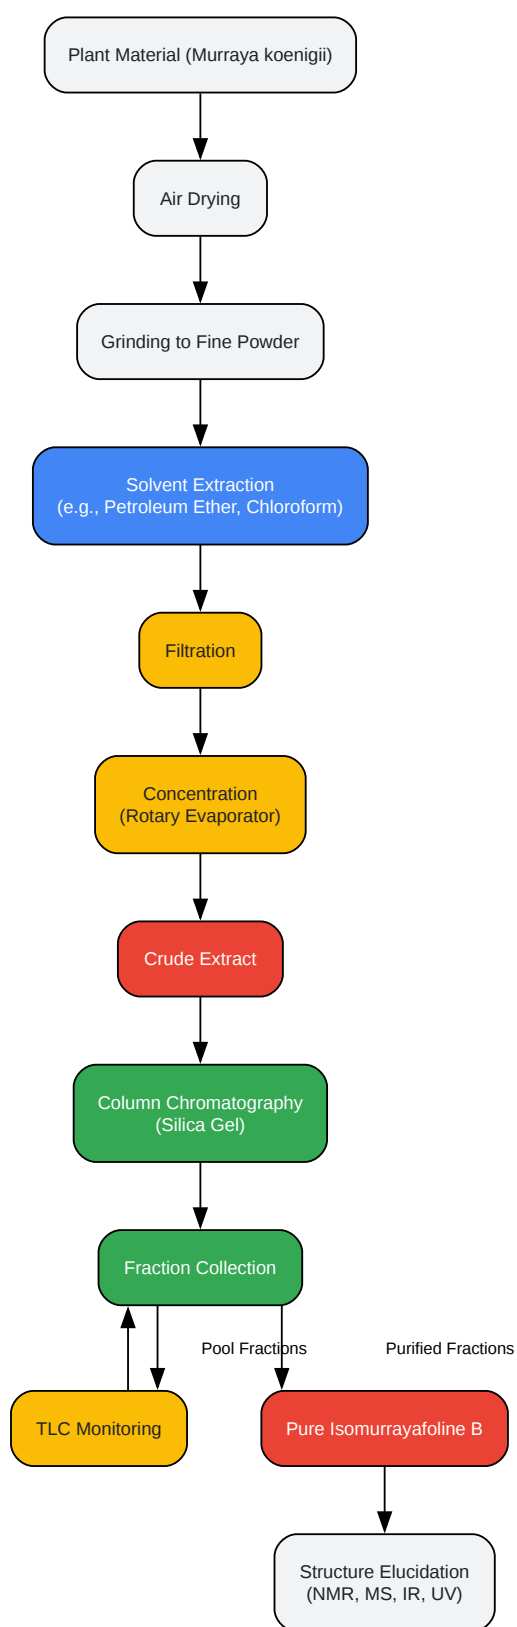 Plant Material (Murraya koenigii)
Air Drying
Grinding to Fine Powder
Solvent Extraction
(e.g., Petroleum Ether, Chloroform)
Filtration
Concentration
(Rotary Evaporator)
Crude Extract
Column Chromatography
(Silica Gel)
Fraction Collection
Pool Fractions
Purified Fractions
TLC Monitoring
Pure Isomurrayafoline B
Structure Elucidation
(NMR, MS, IR, UV)